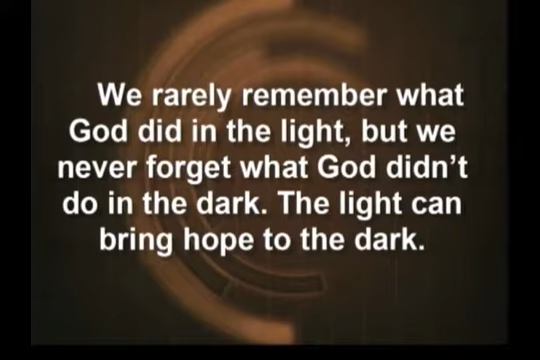 We rarely remember what
God did in the light, but we
never forget what God didn't
do in the dark. The light can
bring hope to the dark.